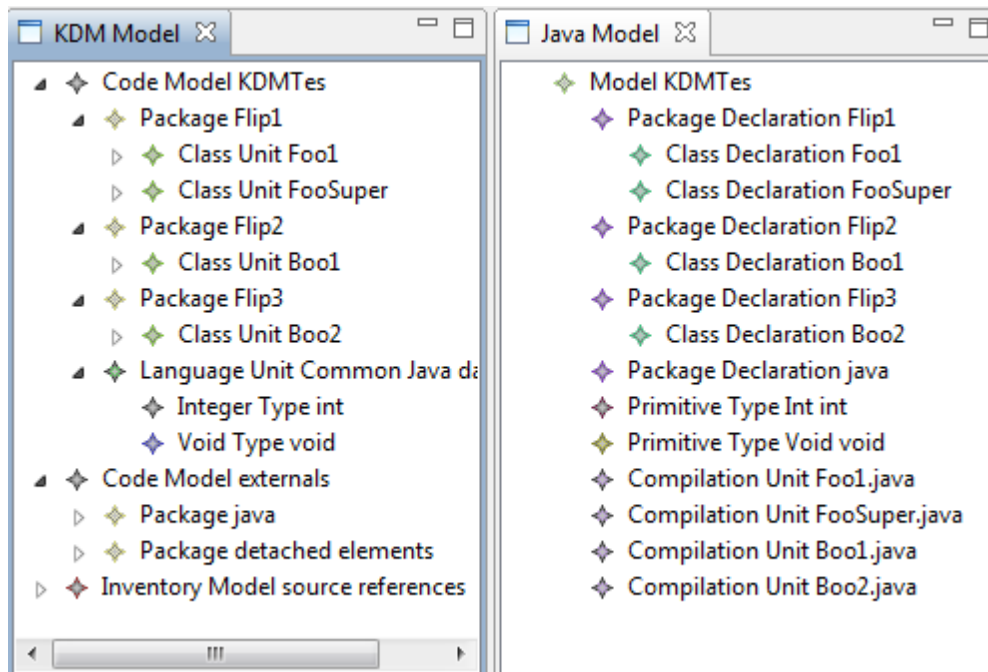 KDM Model
Code Model KDMTes
Package Flip1
Class Unit Foo1
Class Unit FooSuper
Package Flip2
Class Unit Boo1
Package Flip3
Class Unit Boo2
Language Unit Common Java da
Integer Type int
Void Type void
Code Model externals
Package java
Package detached elements
Inventory Model source references
Java Model
Model KDMTes
Package Declaration Flip1
Class Declaration Foo1
Class Declaration FooSuper
Package Declaration Flip2
Class Declaration Boo1
Package Declaration Flip3
Class Declaration Boo2
Package Declaration java
Primitive Type Int int
Primitive Type Void void
Compilation Unit Foo1.java
Compilation Unit FooSuper.java
Compilation Unit Boo1.java
Compilation Unit Boo2.java